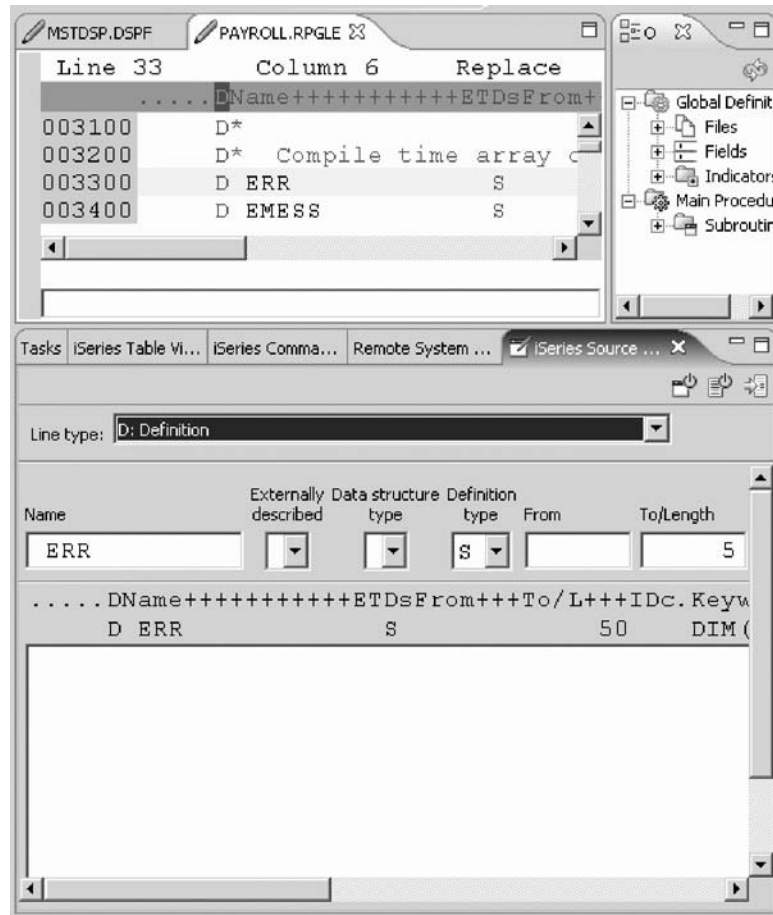 MSTDSP.DSPF PAYROLL.RPGLE
Line 33 Column 6 Replace
.....DName+++++++++++ETDsFrom+
003100 D*
003200 D* Compile time array
003300 D ERR S
003400 D EMESS S
Global Definit
Files
Fields
Indicators
Main Procedu
Subroutin
Tasks iSeries Table Vi... iSeries Comma... Remote System ... iSeries Source ...
Line type: D: Definition
Name Externally described Data structure type Definition type From To/Length
ERR S 5
.....DName+++++++++++ETDsFrom+++To/L+++IDc.Keyw
D ERR S 50 DIM(